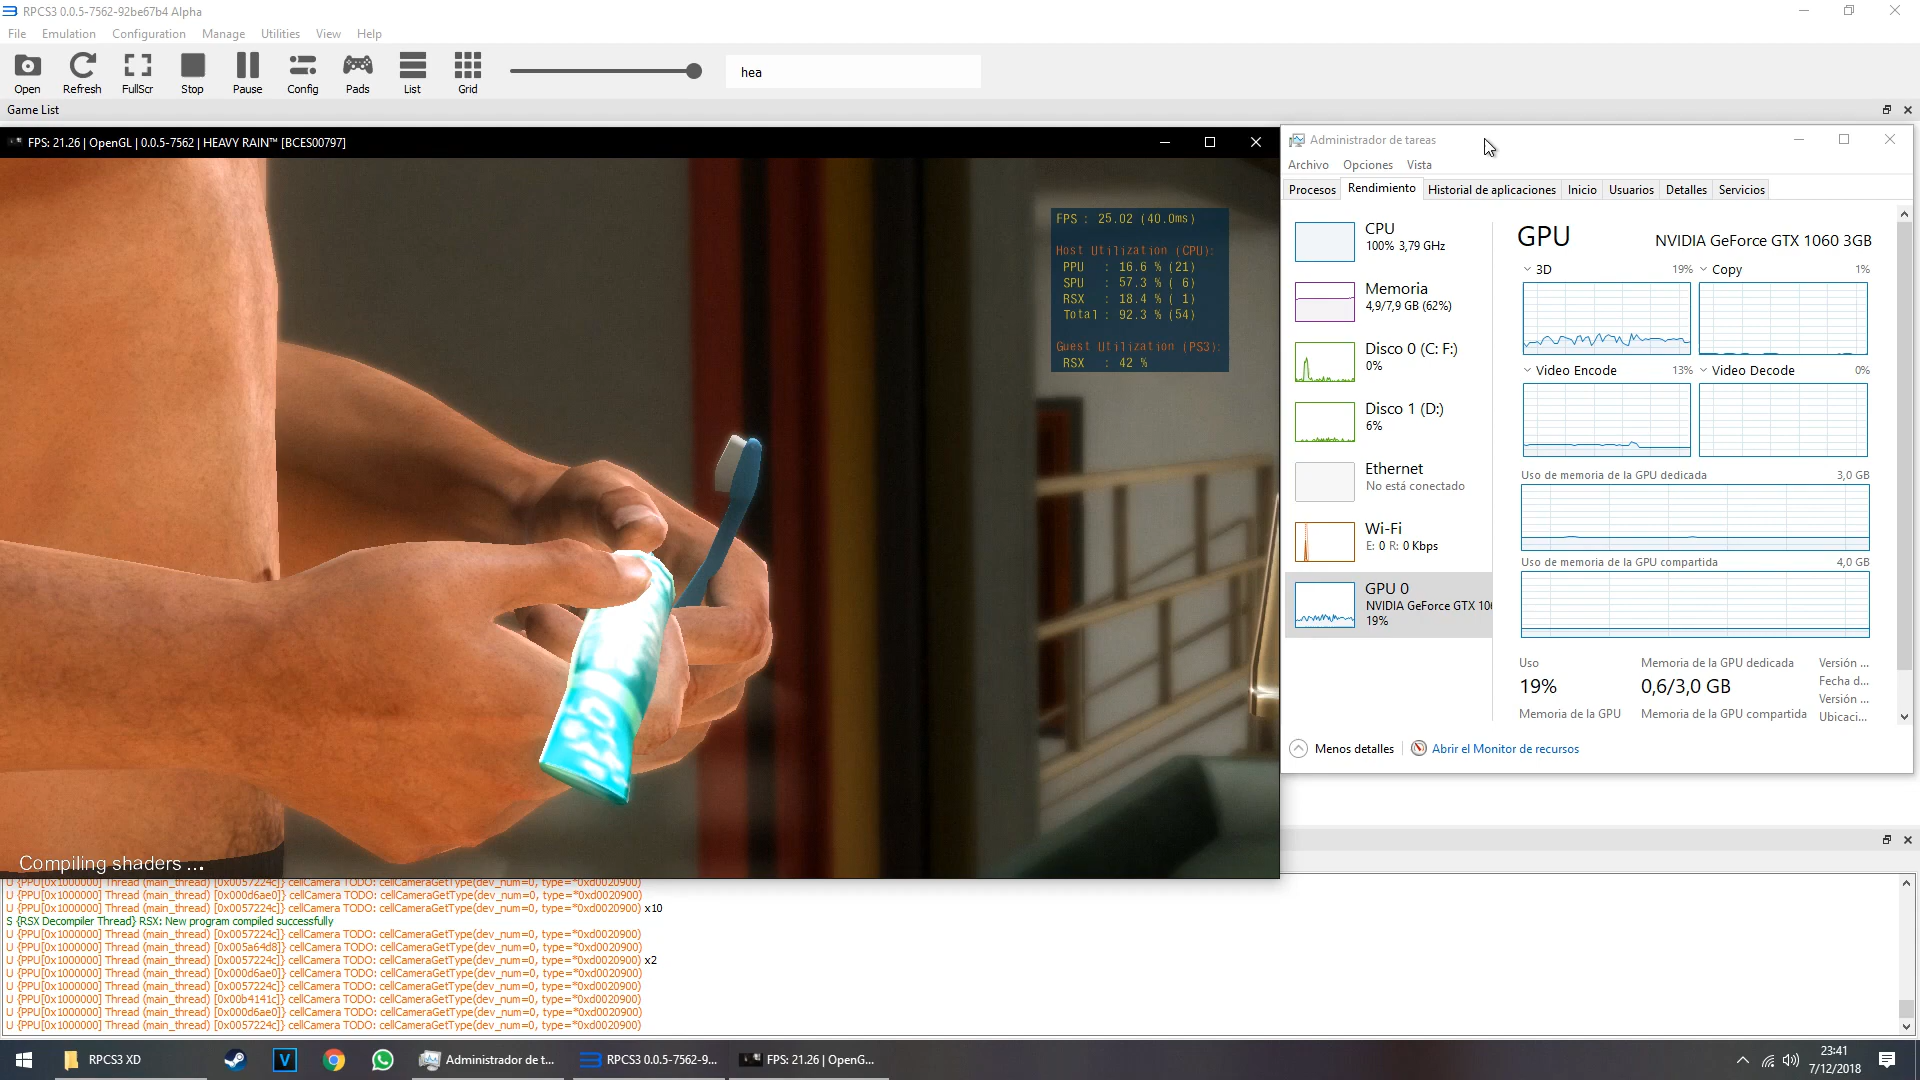 RPCS3 0.0.5-7562-92be67b4 Alpha
File Emulation Configuration Manage Utilities View Help
Open Refresh FullScr Stop Pause Config Pads List Grid
hea
Game List
FPS: 21.26 | OpenGL | 0.0.5-7562 | HEAVY RAIN™ [BCES00797]
FPS : 25.02 (40.0ms)
Host Utilization (CPU):
PPU : 16.6 % (21)
SPU : 57.3 % ( 6)
RSX : 18.4 % ( 1)
Total : 92.3 % (54)
Guest Utilization (PS3):
RSX : 42 %
Compiling shaders ...
Administrador de tareas
Archivo Opciones Vista
Procesos Rendimiento Historial de aplicaciones Inicio Usuarios Detalles Servicios
CPU
100% 3,79 GHz
Memoria
4,9/7,9 GB (62%)
Disco 0 (C: F:)
0%
Disco 1 (D:)
6%
Ethernet
No está conectado
Wi-Fi
E: 0 R: 0 Kbps
GPU 0
NVIDIA GeForce GTX 10
19%
GPU NVIDIA GeForce GTX 1060 3GB
3D 19% Copy 1%
Video Encode 13% Video Decode 0%
Uso de memoria de la GPU dedicada 3,0 GB
Uso de memoria de la GPU compartida 4,0 GB
Uso Memoria de la GPU dedicada Versión ...
19% 0,6/3,0 GB Fecha d...
Versión ...
Memoria de la GPU Memoria de la GPU compartida Ubicaci...
Menos detalles Abrir el Monitor de recursos
U {PPU[0x1000000] Thread (main_thread) [0x0057224c]} cellCamera TODO: cellCameraGetType(dev_num=0, type=*0xd0020900)
U {PPU[0x1000000] Thread (main_thread) [0x000d6ae0]} cellCamera TODO: cellCameraGetType(dev_num=0, type=*0xd0020900)
U {PPU[0x1000000] Thread (main_thread) [0x0057224c]} cellCamera TODO: cellCameraGetType(dev_num=0, type=*0xd0020900) x10
S {RSX Decompiler Thread} RSX: New program compiled successfully
U {PPU[0x1000000] Thread (main_thread) [0x0057224c]} cellCamera TODO: cellCameraGetType(dev_num=0, type=*0xd0020900)
U {PPU[0x1000000] Thread (main_thread) [0x005a64d8]} cellCamera TODO: cellCameraGetType(dev_num=0, type=*0xd0020900)
U {PPU[0x1000000] Thread (main_thread) [0x0057224c]} cellCamera TODO: cellCameraGetType(dev_num=0, type=*0xd0020900) x2
U {PPU[0x1000000] Thread (main_thread) [0x000d6ae0]} cellCamera TODO: cellCameraGetType(dev_num=0, type=*0xd0020900)
U {PPU[0x1000000] Thread (main_thread) [0x0057224c]} cellCamera TODO: cellCameraGetType(dev_num=0, type=*0xd0020900)
U {PPU[0x1000000] Thread (main_thread) [0x00b4141c]} cellCamera TODO: cellCameraGetType(dev_num=0, type=*0xd0020900)
U {PPU[0x1000000] Thread (main_thread) [0x000d6ae0]} cellCamera TODO: cellCameraGetType(dev_num=0, type=*0xd0020900)
U {PPU[0x1000000] Thread (main_thread) [0x0057224c]} cellCamera TODO: cellCameraGetType(dev_num=0, type=*0xd0020900)
RPCS3 XD V Administrador de t... RPCS3 0.0.5-7562-9... FPS: 21.26 | OpenG... 23:41
7/12/2018